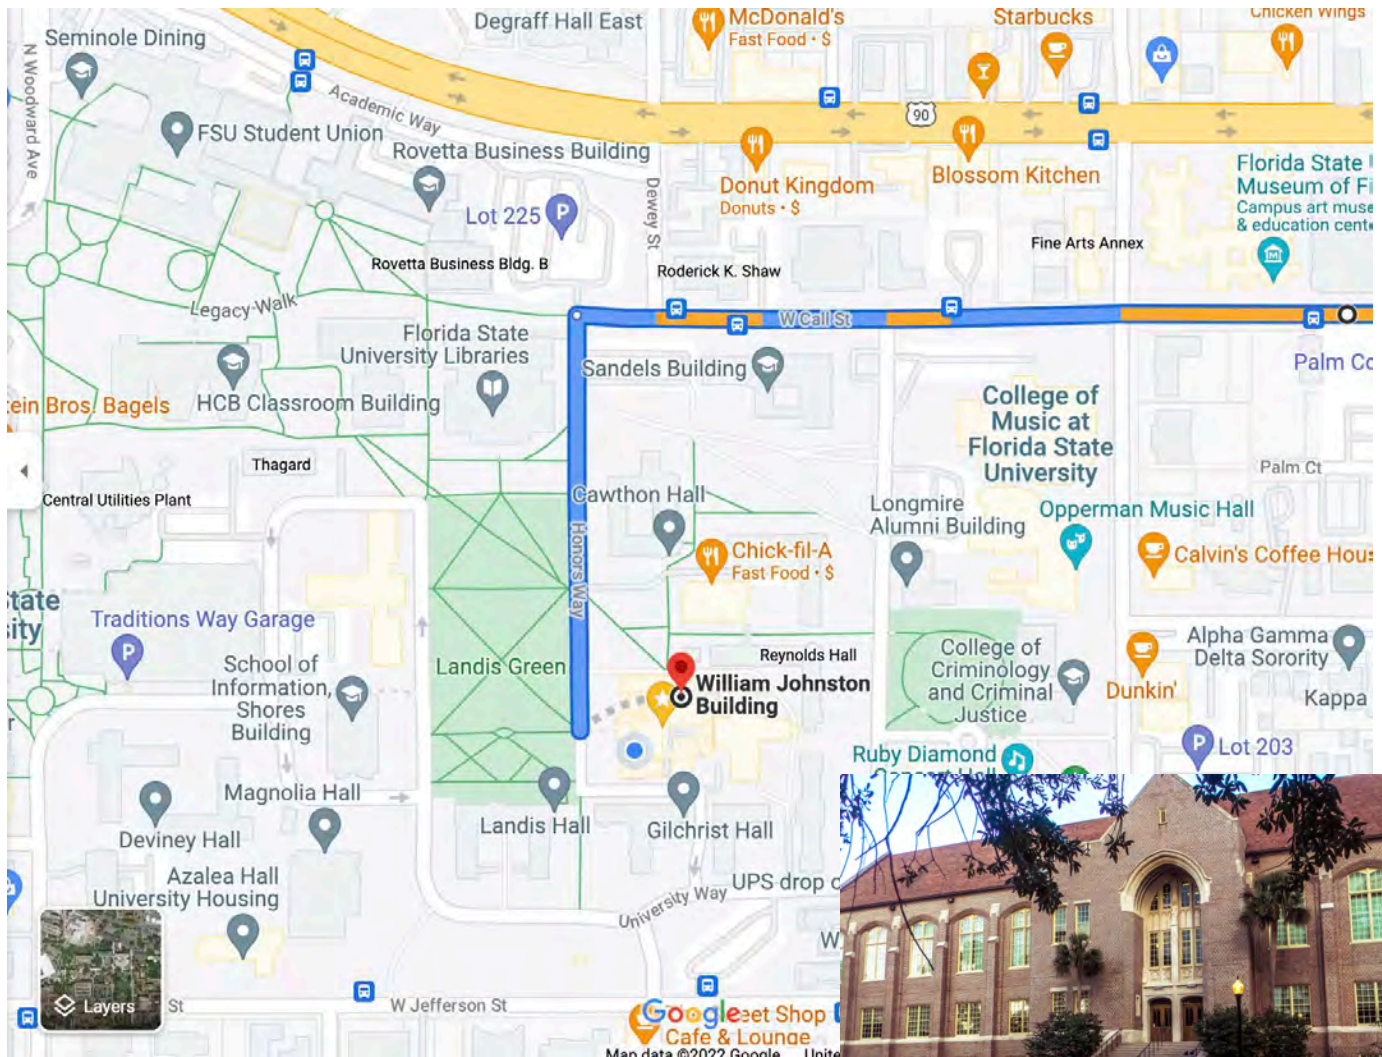 Seminole Dining
Degraff Hall East
McDonald's
Fast Food • $
Starbucks
Chicken Wings
N Woodward Ave
Academic Way
FSU Student Union
90
Rovetta Business Building
Donut Kingdom
Donuts • $
Blossom Kitchen
Florida State
Museum of Fi
Campus art muse
& education cent
Lot 225
P
Dewey St
Fine Arts Annex
Rovetta Business Bldg. B
Roderick K. Shaw
M
Legacy Walk
W Call St
Florida State
University Libraries
Sandels Building
Palm Co
tein Bros. Bagels
HCB Classroom Building
College of
Music at
Florida State
University
Thagard
Palm Ct
Central Utilities Plant
Cawthon Hall
Longmire
Alumni Building
Opperman Music Hall
Honors Way
Chick-fil-A
Fast Food • $
Calvin's Coffee Hous
tate
sity
Traditions Way Garage
P
School of
Information,
Shores
Building
Landis Green
Reynolds Hall
William Johnston
Building
College of
Criminology
and Criminal
Justice
Alpha Gamma
Delta Sorority
Dunkin'
Kappa
r
Ruby Diamond
P
Lot 203
Magnolia Hall
Deviney Hall
Landis Hall
Gilchrist Hall
Azalea Hall
University Housing
University Way
UPS drop o
W
Layers
St
W Jefferson St
Google
eet Shop
Cafe & Lounge
Map data ©2022 Google
Unite